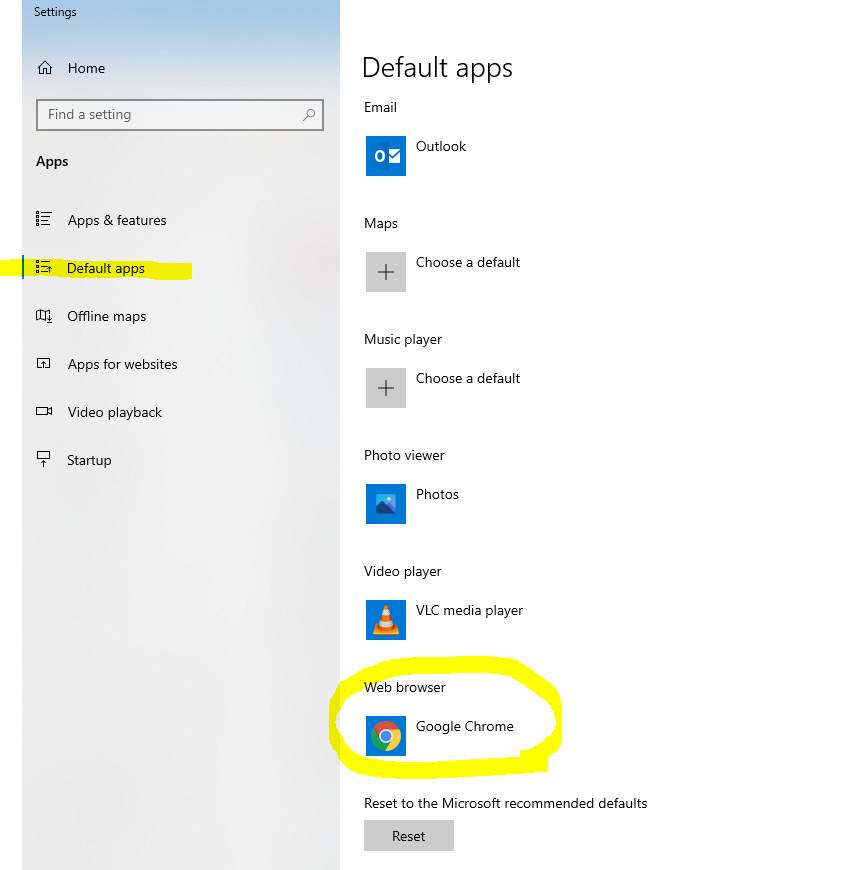 Settings
Home
Find a setting
Apps
Apps & features
Default apps
Offline maps
Apps for websites
Video playback
Startup
Default apps
Email
Outlook
Maps
Choose a default
Music player
Choose a default
Photo viewer
Photos
Video player
VLC media player
Web browser
Google Chrome
Reset to the Microsoft recommended defaults
Reset